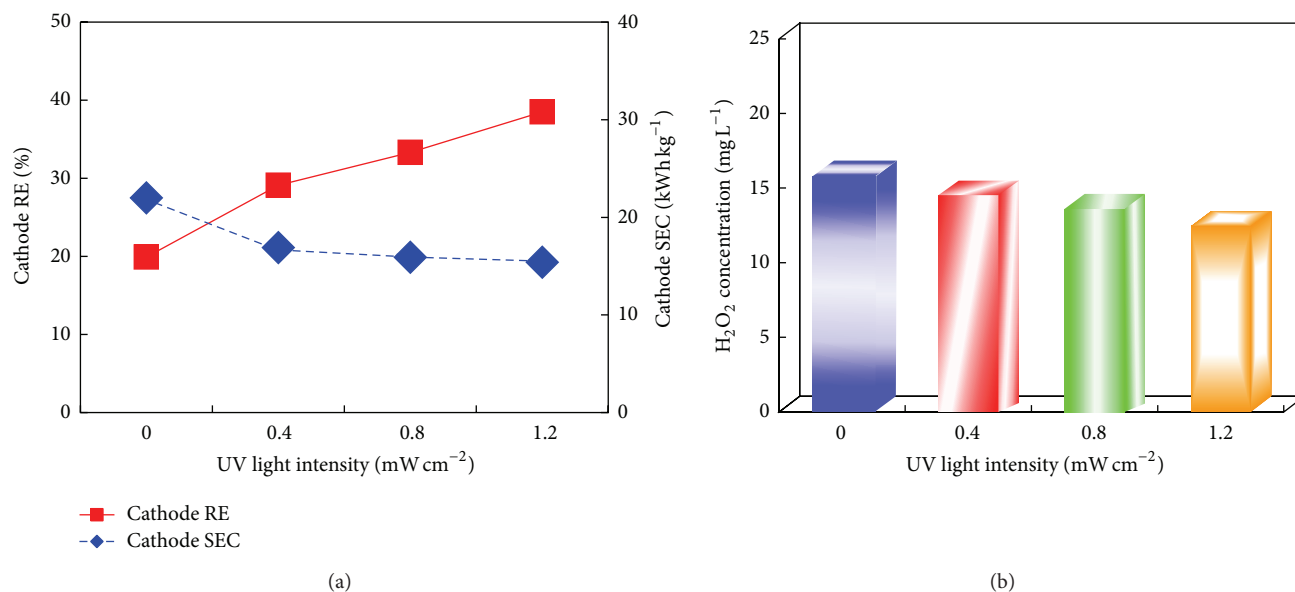 50
40
30
20
10
0
Cathode RE (%)
40
30
20
10
0
Cathode SEC (kWh kg⁻¹)
0 0.4 0.8 1.2
UV light intensity (mW cm⁻²)
Cathode RE
Cathode SEC
(a)
25
20
15
10
5
0
H₂O₂ concentration (mg L⁻¹)
0 0.4 0.8 1.2
UV light intensity (mW cm⁻²)
(b)